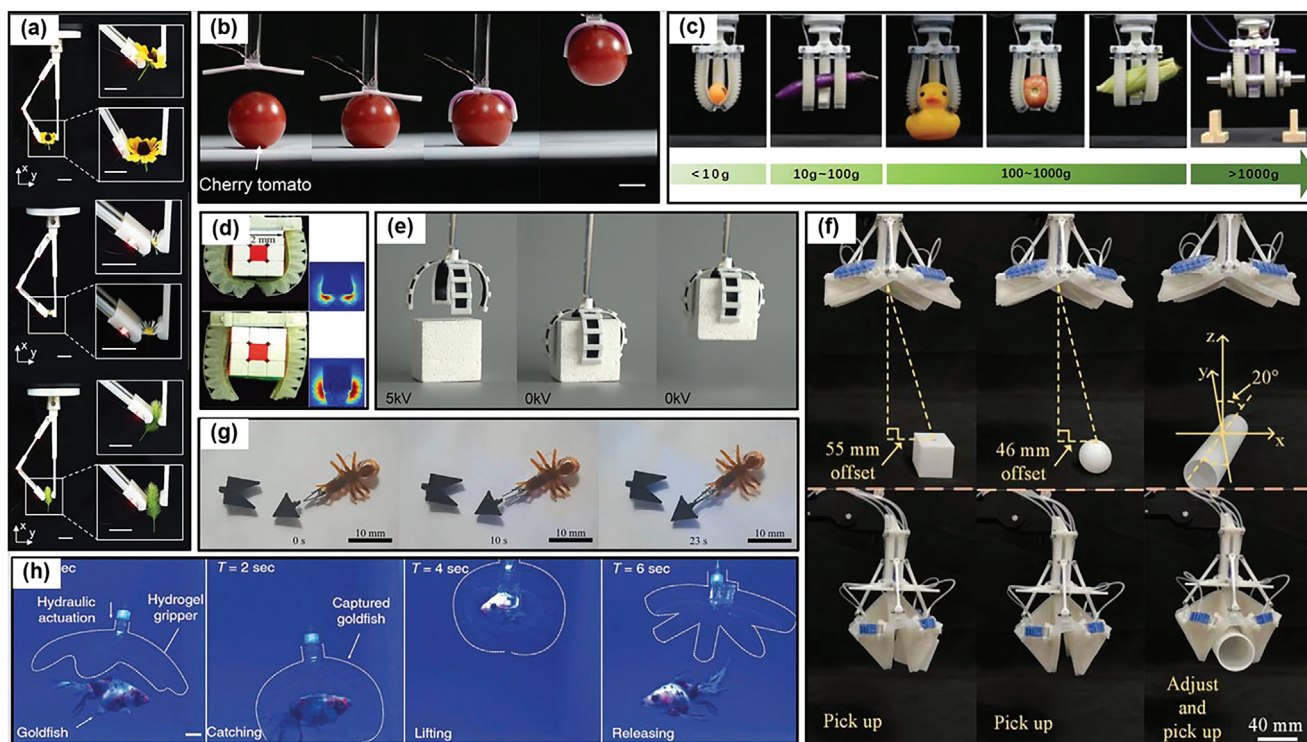 (a)
x
y
x
y
(b)
Cherry tomato
(c)
<10g
10g~100g
100~1000g
>1000g
(d)
2 mm
(e)
5kV
0kV
0kV
(f)
55 mm
offset
46 mm
offset
z
y
20°
x
Pick up
Pick up
Adjust
and
pick up
40 mm
(g)
0 s
10 mm
10 s
10 mm
23 s
10 mm
(h)
sec
T = 2 sec
T = 4 sec
T = 6 sec
Hydraulic
actuation
Hydrogel
gripper
Captured
goldfish
Goldfish
Catching
Lifting
Releasing